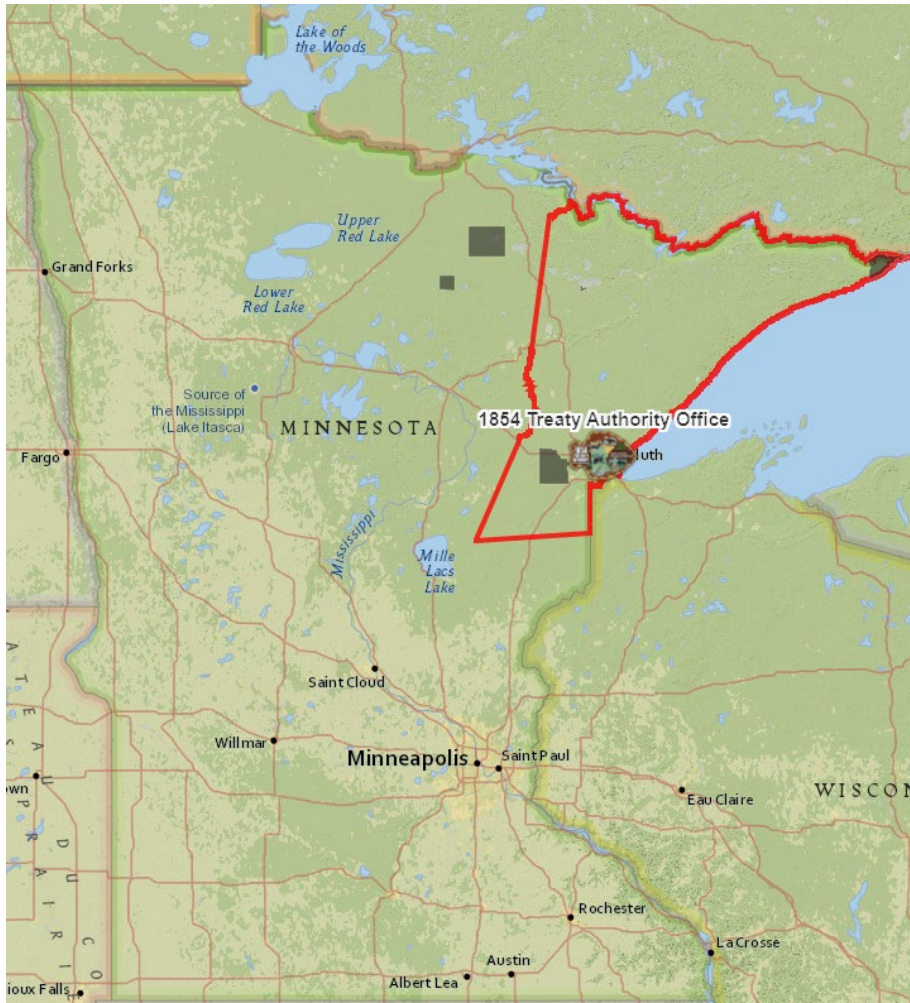 Lake of
the Woods
Upper
Red Lake
Grand Forks
Lower
Red Lake
Source of
the Mississippi
(Lake Itasca)
MINNESOTA
1854 Treaty Authority Office
Fargo
luth
Mississippi
Mille
Lacs
Lake
Saint Cloud
Willmar
Minneapolis
Saint Paul
own
Eau Claire
WISCON
Rochester
La Crosse
Austin
Albert Lea
ioux Falls